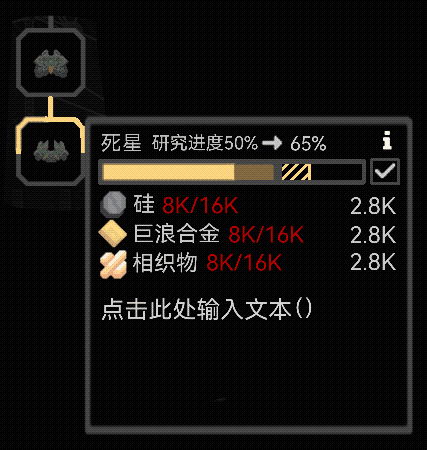 死星 研究进度50%➡ 65% i
硅 8K/16K 2.8K
巨浪合金 8K/16K 2.8K
相织物 8K/16K 2.8K
点击此处输入文本()